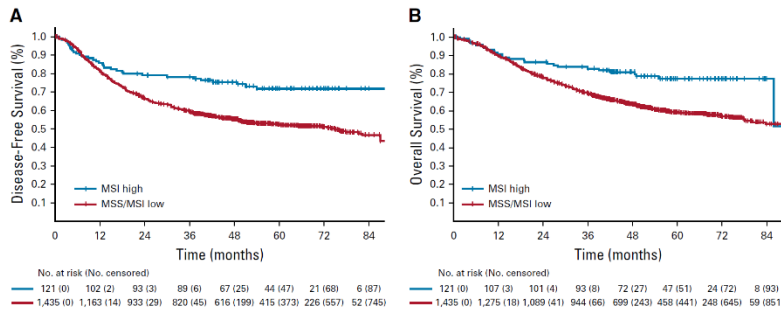 A
Disease-Free Survival (%)
1.0
0.9
0.8
0.7
0.6
0.5
0.4
0.3
0.2
0.1
MSI high
MSS/MSI low
0 12 24 36 48 60 72 84
Time (months)
No. at risk (No. censored)
121 (0) 102 (2) 93 (3) 89 (6) 67 (25) 44 (47) 21 (68) 6 (87)
1,435 (0) 1,163 (14) 933 (29) 820 (45) 616 (199) 415 (373) 226 (557) 52 (745)
B
Overall Survival (%)
1.0
0.9
0.8
0.7
0.6
0.5
0.4
0.3
0.2
0.1
MSI high
MSS/MSI low
0 12 24 36 48 60 72 84
Time (months)
No. at risk (No. censored)
121 (0) 107 (3) 101 (4) 93 (8) 72 (27) 47 (51) 24 (72) 8 (93)
1,435 (0) 1,275 (18) 1,089 (41) 944 (66) 699 (243) 458 (441) 248 (645) 59 (851)